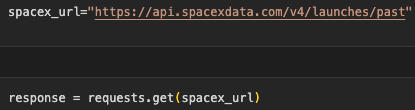 spacex_url="https://api.spacexdata.com/v4/launches/past"
response = requests.get(spacex_url)